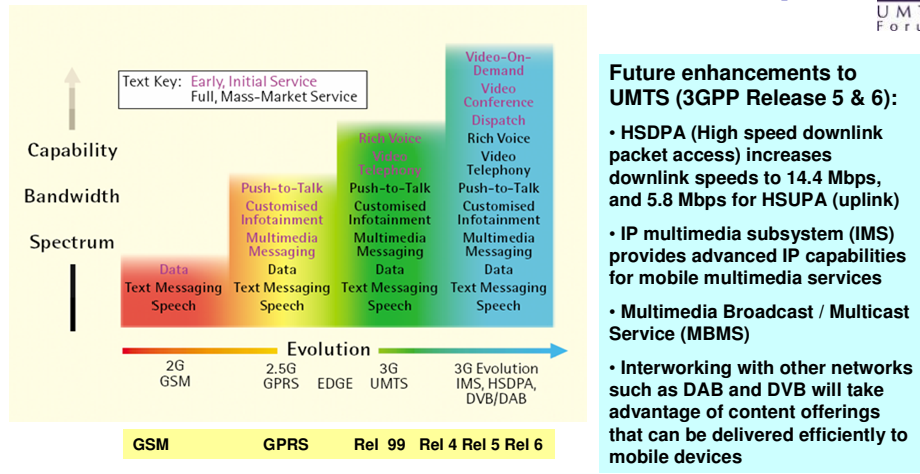 UMT
Foru
Text Key: Early, Initial Service
Full, Mass-Market Service
Capability
Bandwidth
Spectrum
Data
Text Messaging
Speech
Push-to-Talk
Customised
Infotainment
Multimedia
Messaging
Data
Text Messaging
Speech
Rich Voice
Video
Telephony
Push-to-Talk
Customised
Infotainment
Multimedia
Messaging
Data
Text Messaging
Speech
Video-On-
Demand
Video
Conference
Dispatch
Rich Voice
Video
Telephony
Push-to-Talk
Customised
Infotainment
Multimedia
Messaging
Data
Text Messaging
Speech
Evolution
2G
GSM
2.5G
GPRS
EDGE
3G
UMTS
3G Evolution
IMS, HSDPA,
DVB/DAB
GSM GPRS Rel 99 Rel 4 Rel 5 Rel 6
Future enhancements to
UMTS (3GPP Release 5 & 6):
• HSDPA (High speed downlink
packet access) increases
downlink speeds to 14.4 Mbps,
and 5.8 Mbps for HSUPA (uplink)
• IP multimedia subsystem (IMS)
provides advanced IP capabilities
for mobile multimedia services
• Multimedia Broadcast / Multicast
Service (MBMS)
• Interworking with other networks
such as DAB and DVB will take
advantage of content offerings
that can be delivered efficiently to
mobile devices